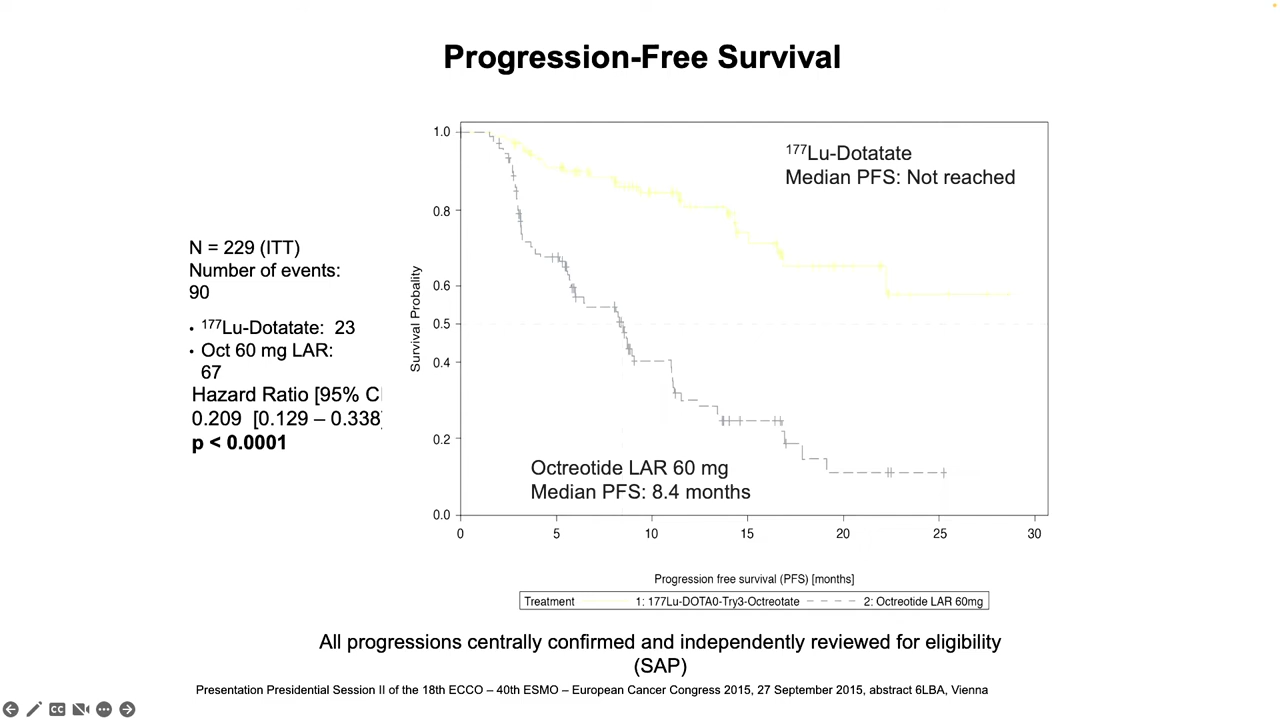 Progression-Free Survival
N = 229 (ITT)
Number of events:
90
• ¹⁷⁷Lu-Dotatate: 23
• Oct 60 mg LAR:
67
Hazard Ratio [95% C
0.209 [0.129 – 0.338]
p < 0.0001
Survival Probality
1.0
0.8
0.6
0.5
0.4
0.2
0.0
¹⁷⁷Lu-Dotatate
Median PFS: Not reached
Octreotide LAR 60 mg
Median PFS: 8.4 months
0 5 10 15 20 25 30
Progression free survival (PFS) [months]
Treatment 1: 177Lu-DOTA0-Try3-Octreotate 2: Octreotide LAR 60mg
All progressions centrally confirmed and independently reviewed for eligibility
(SAP)
Presentation Presidential Session II of the 18th ECCO – 40th ESMO – European Cancer Congress 2015, 27 September 2015, abstract 6LBA, Vienna
CC